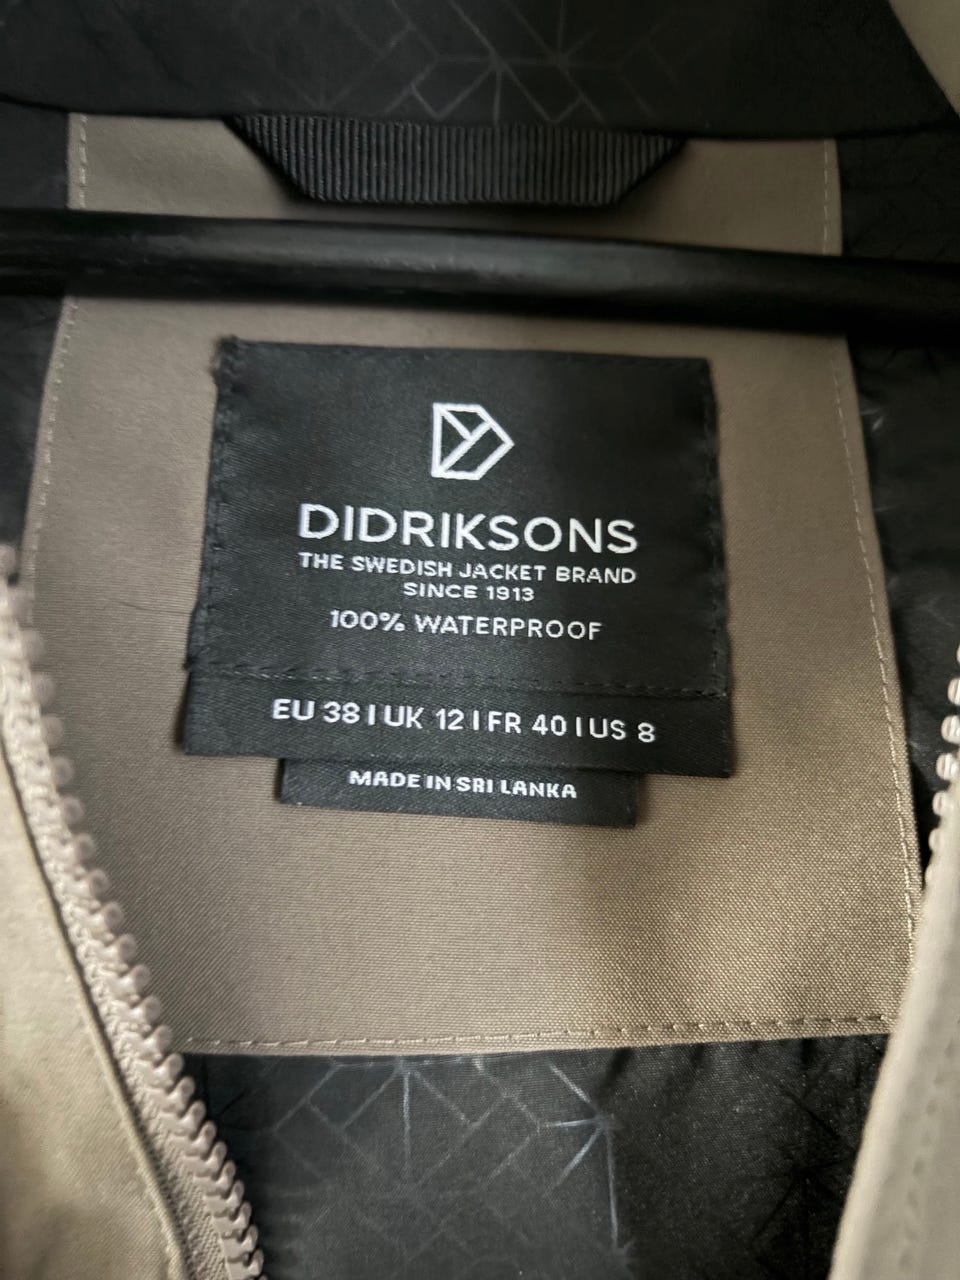 DIDRIKSONS
THE SWEDISH JACKET BRAND
SINCE 1913
100% WATERPROOF
EU 38 | UK 12 | FR 40 | US 8
MADE IN SRI LANKA